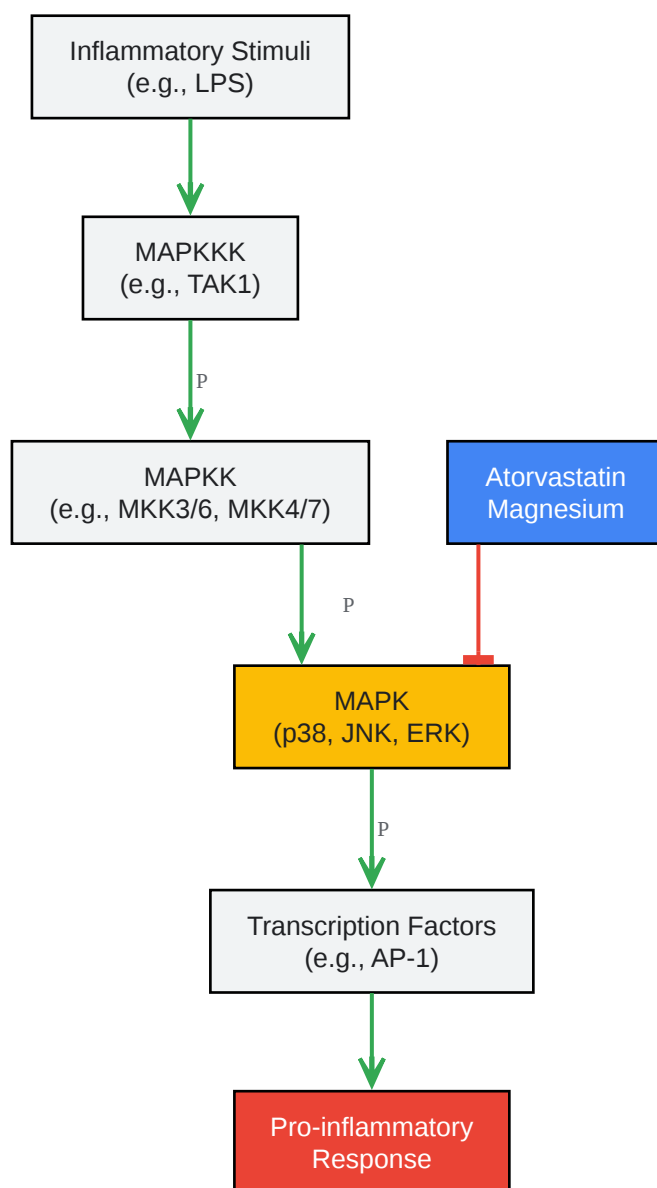 Inflammatory Stimuli
(e.g., LPS)
MAPKKK
(e.g., TAK1)
P
MAPKK
(e.g., MKK3/6, MKK4/7)
Atorvastatin
Magnesium
P
MAPK
(p38, JNK, ERK)
P
Transcription Factors
(e.g., AP-1)
Pro-inflammatory
Response